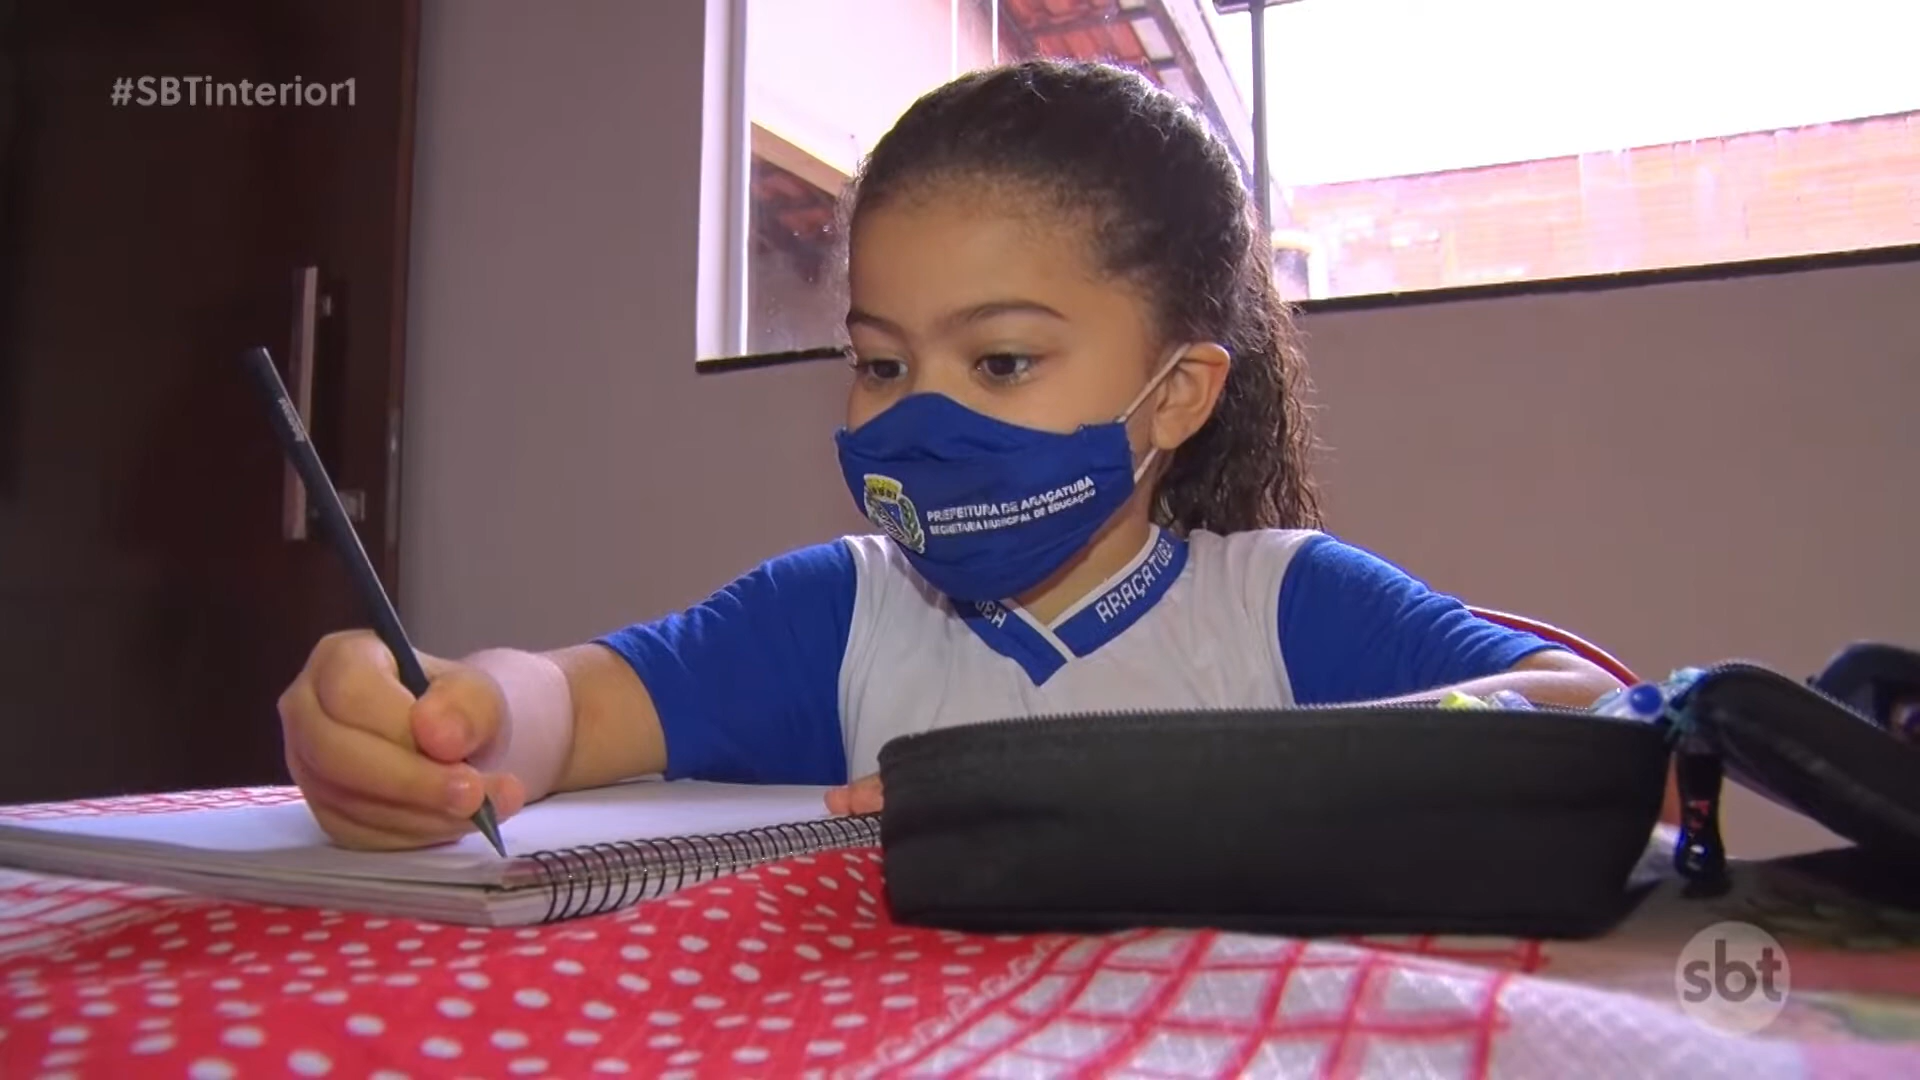 #SBTinterior1
PREFEITURA DE ARAÇATUBA
SECRETARIA MUNICIPAL DE EDUCAÇÃO
ARAÇATUBA
sbt